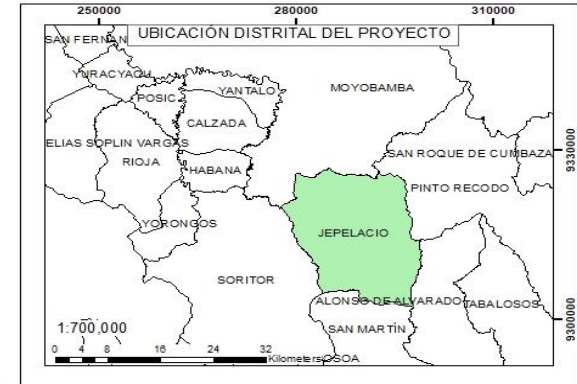 250000 280000 310000
UBICACIÓN DISTRITAL DEL PROYECTO
SAN FERNAN
YURACYAQU
POSIC
YANTALO
MOYOBAMBA
CALZADA
ELIAS SOPLIN VARGAS
RIOJA
HABANA
SAN ROQUE DE CUMBAZA
9330000
PINTO RECODO
YORONGOS
JEPELACIO
SORITOR
ALONSO DE ALVARADO
TABALOSOS
9300000
SAN MARTÍN
1:700,000
0 4 8 16 24 32
Kilometers